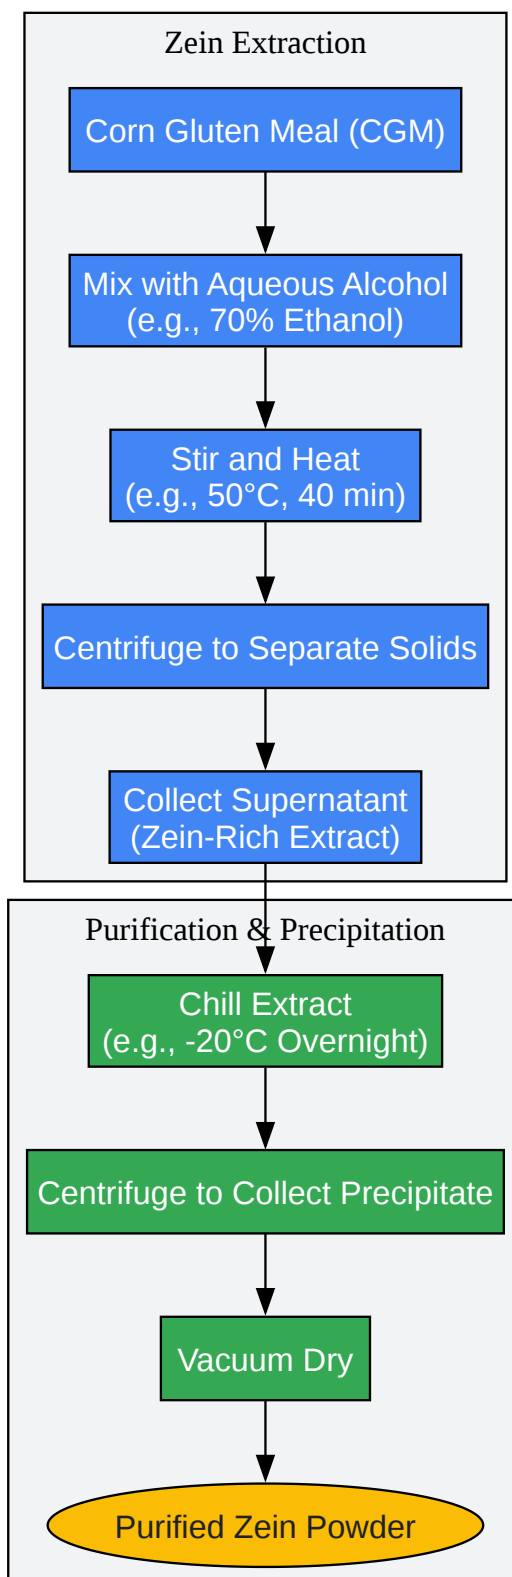 Zein Extraction
Corn Gluten Meal (CGM)
Mix with Aqueous Alcohol
(e.g., 70% Ethanol)
Stir and Heat
(e.g., 50°C, 40 min)
Centrifuge to Separate Solids
Collect Supernatant
(Zein-Rich Extract)
Purification & Precipitation
Chill Extract
(e.g., -20°C Overnight)
Centrifuge to Collect Precipitate
Vacuum Dry
Purified Zein Powder